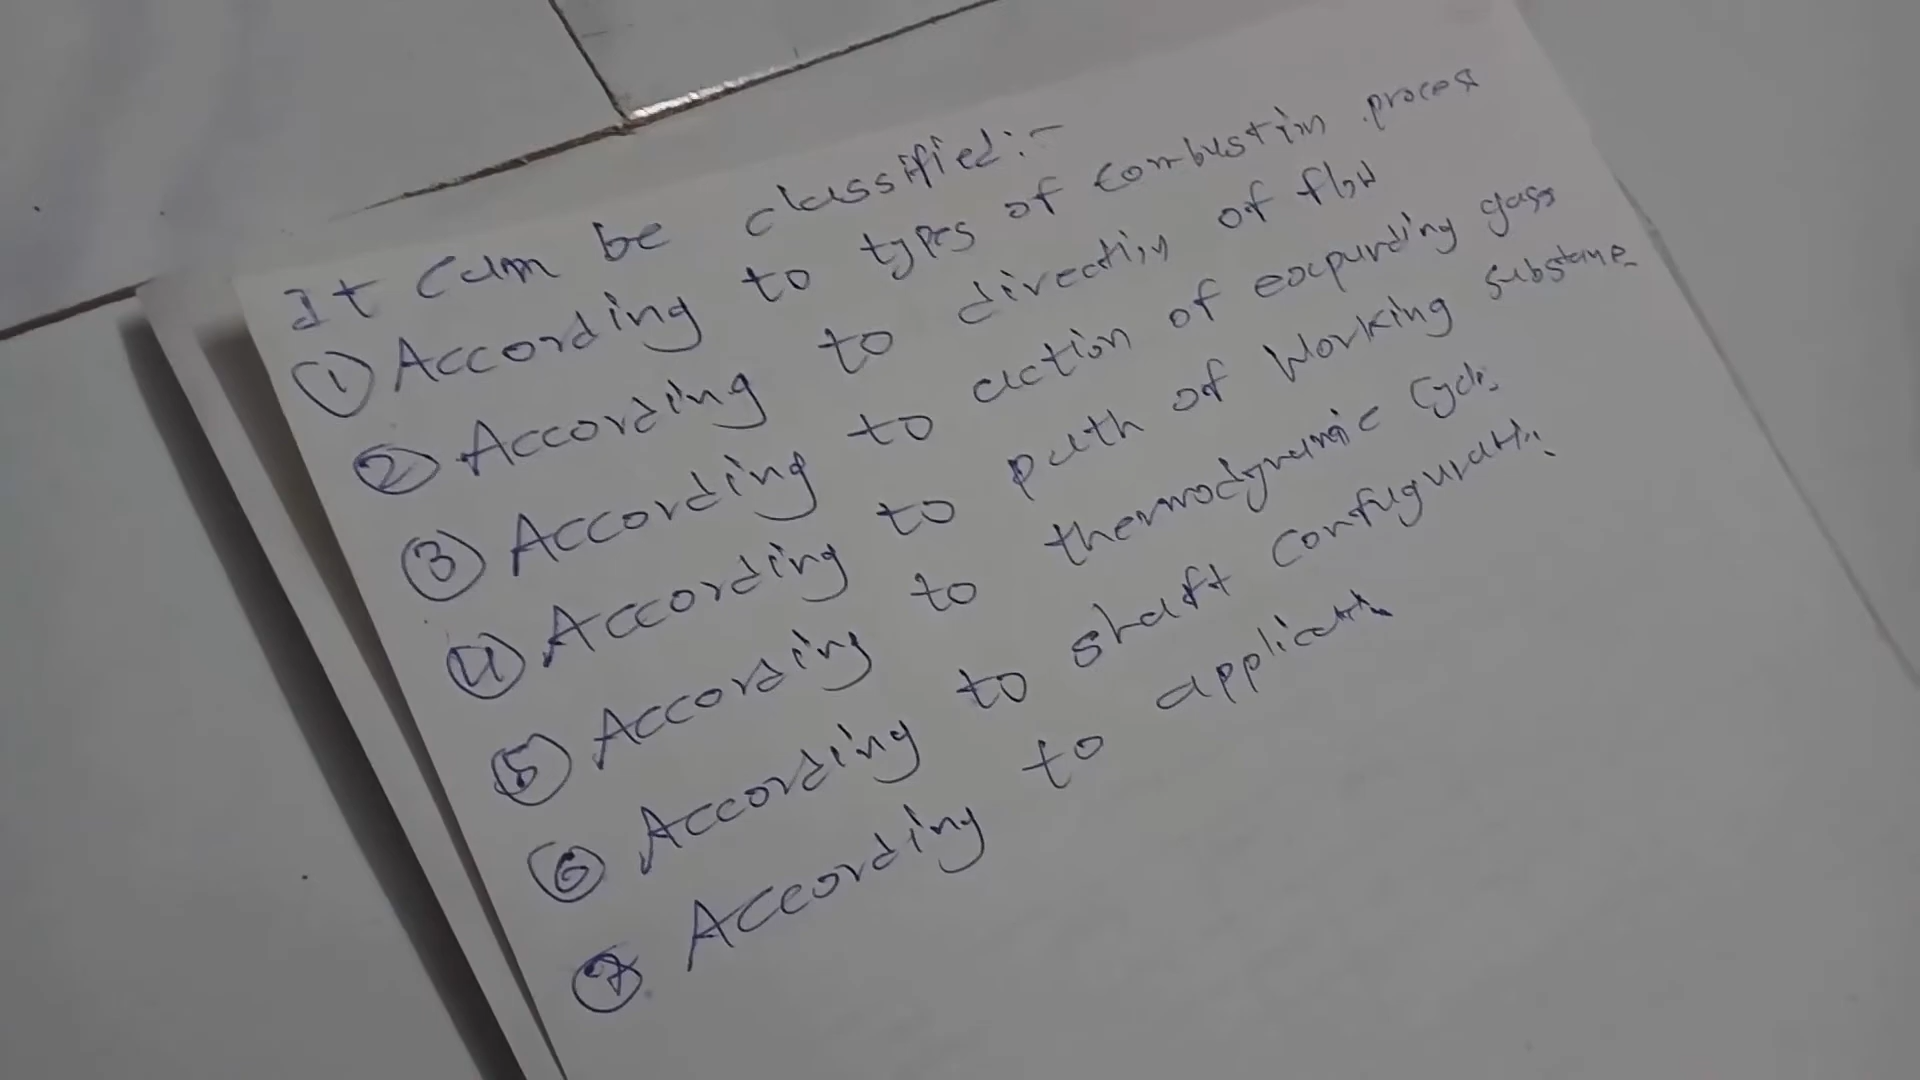 It can be classified:-
① According to types of combustion process
② According to direction of flow
③ According to action of expanding gass
④ According to path of working substance
⑤ According to thermodynamic cycle
⑥ According to shaft confuguration
⑦ According to application